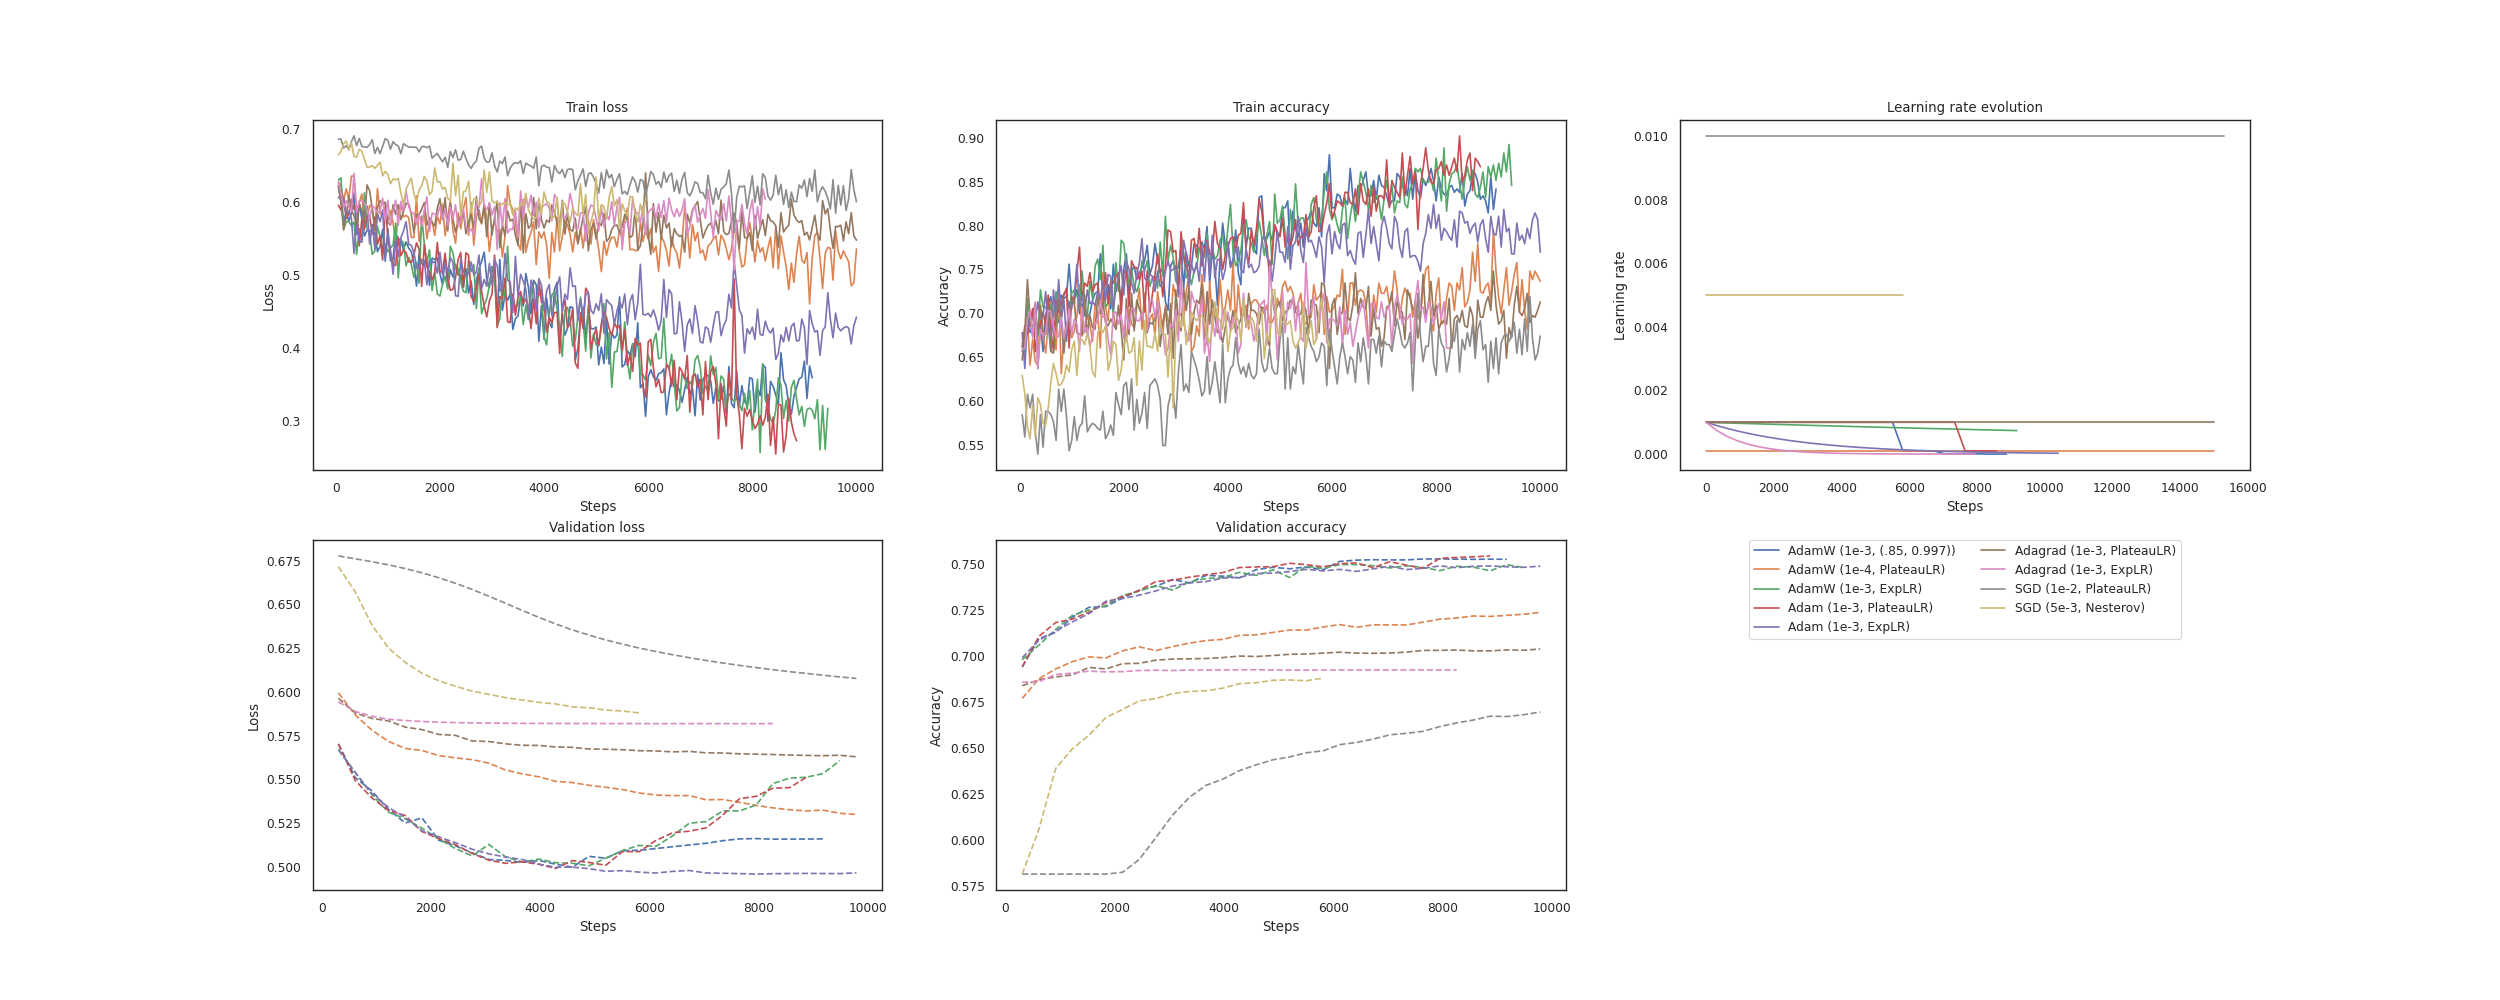 Train loss
0.7
0.6
0.5
0.4
0.3
Loss
0 2000 4000 6000 8000 10000
Steps
Train accuracy
0.90
0.85
0.80
0.75
0.70
0.65
0.60
0.55
Accuracy
0 2000 4000 6000 8000 10000
Steps
Learning rate evolution
0.010
0.008
0.006
0.004
0.002
0.000
Learning rate
0 2000 4000 6000 8000 10000 12000 14000 16000
Steps
Validation loss
0.675
0.650
0.625
0.600
0.575
0.550
0.525
0.500
Loss
0 2000 4000 6000 8000 10000
Steps
Validation accuracy
0.750
0.725
0.700
0.675
0.650
0.625
0.600
0.575
Accuracy
0 2000 4000 6000 8000 10000
Steps
AdamW (1e-3, (.85, 0.997))
AdamW (1e-4, PlateauLR)
AdamW (1e-3, ExpLR)
Adam (1e-3, PlateauLR)
Adam (1e-3, ExpLR)
Adagrad (1e-3, PlateauLR)
Adagrad (1e-3, ExpLR)
SGD (1e-2, PlateauLR)
SGD (5e-3, Nesterov)